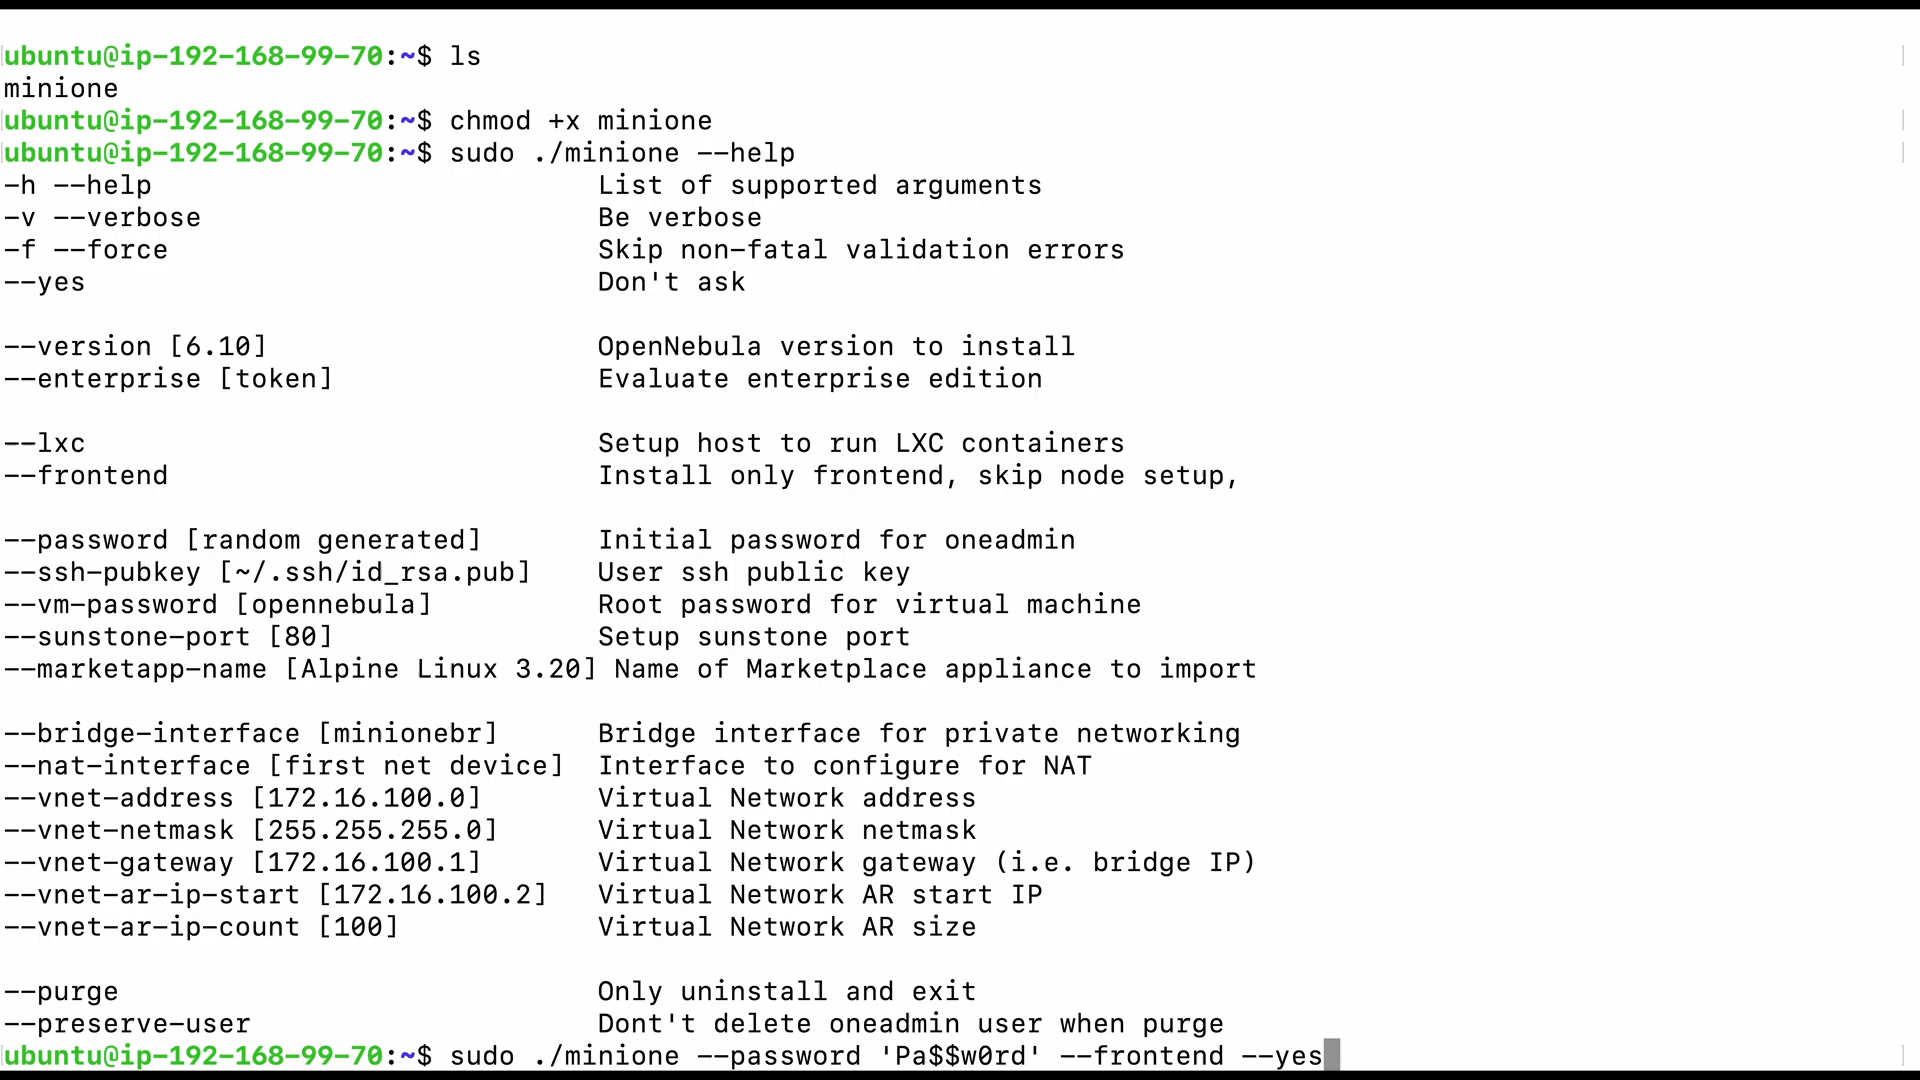 ubuntu@ip-192-168-99-70:~$ ls
minione
ubuntu@ip-192-168-99-70:~$ chmod +x minione
ubuntu@ip-192-168-99-70:~$ sudo ./minione --help
-h --help                           List of supported arguments
-v --verbose                        Be verbose
-f --force                          Skip non-fatal validation errors
--yes                               Don't ask
--version [6.10]                    OpenNebula version to install
--enterprise [token]                Evaluate enterprise edition
--lxc                               Setup host to run LXC containers
--frontend                          Install only frontend, skip node setup,
--password [random generated]       Initial password for oneadmin
--ssh-pubkey [~/.ssh/id_rsa.pub]    User ssh public key
--vm-password [opennebula]          Root password for virtual machine
--sunstone-port [80]                Setup sunstone port
--marketapp-name [Alpine Linux 3.20] Name of Marketplace appliance to import
--bridge-interface [minionebr]      Bridge interface for private networking
--nat-interface [first net device]  Interface to configure for NAT
--vnet-address [172.16.100.0]       Virtual Network address
--vnet-netmask [255.255.255.0]      Virtual Network netmask
--vnet-gateway [172.16.100.1]       Virtual Network gateway (i.e. bridge IP)
--vnet-ar-ip-start [172.16.100.2]   Virtual Network AR start IP
--vnet-ar-ip-count [100]            Virtual Network AR size
--purge                             Only uninstall and exit
--preserve-user                     Dont't delete oneadmin user when purge
ubuntu@ip-192-168-99-70:~$ sudo ./minione --password 'Pa$$w0rd' --frontend --yes